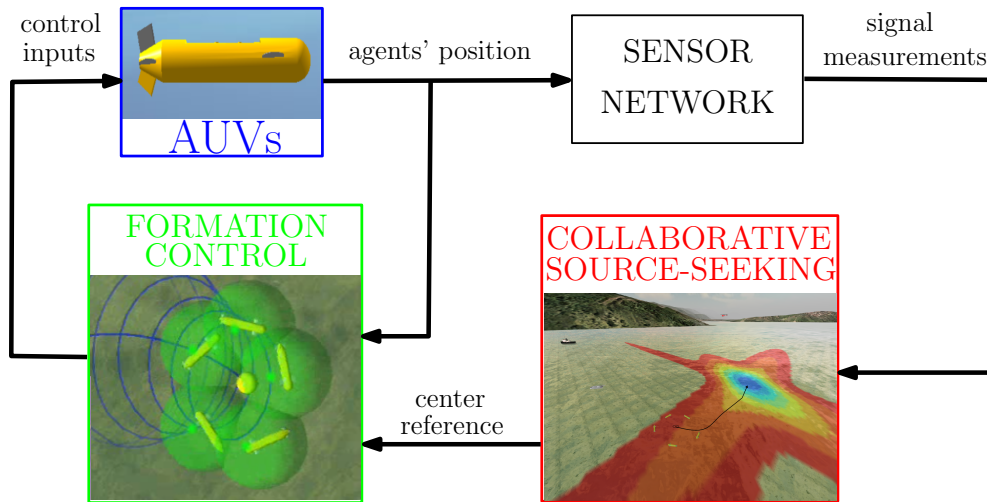 control
inputs
AUVs
agents' position
SENSOR
NETWORK
signal
measurements
FORMATION
CONTROL
center
reference
COLLABORATIVE
SOURCE-SEEKING